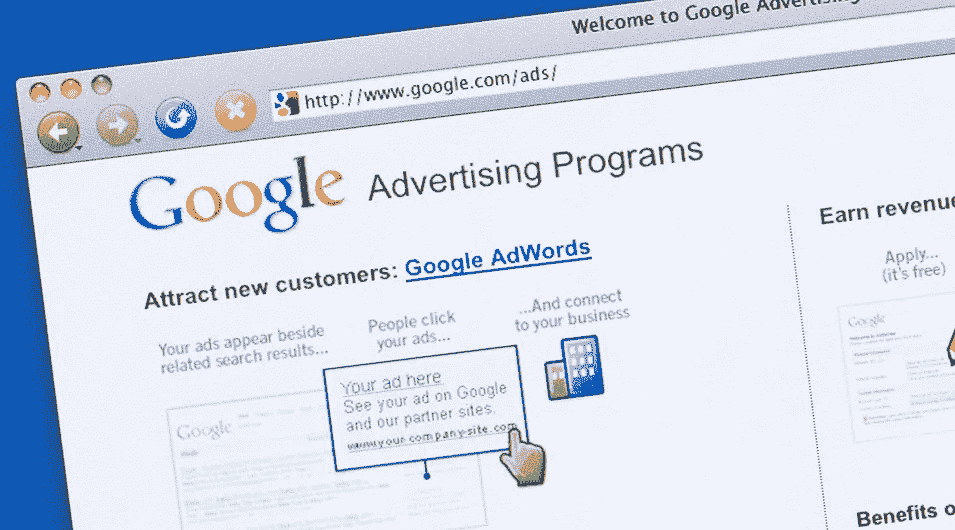 Welcome to Google Advertising
http://www.google.com/ads/
Google Advertising Programs
Attract new customers: Google AdWords
Your ads appear beside
related search results...
People click
your ads...
...And connect
to your business
Your ad here
See your ad on Google
and our partner sites.
www.your-company-site.com
Google
Earn revenue
Apply...
(it's free)
Google
Benefits o